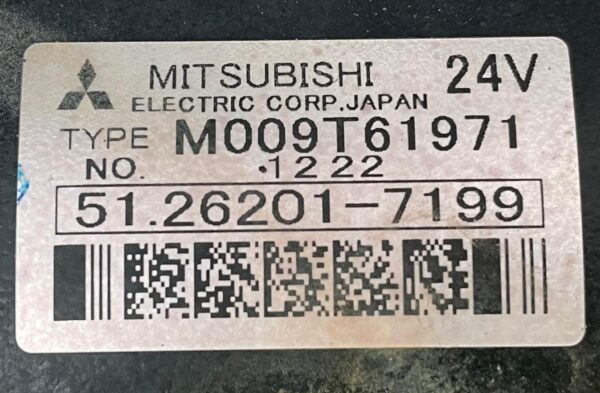 MITSUBISHI 24V
ELECTRIC CORP.JAPAN
TYPE M009T61971
NO. .1222
51.26201-7199